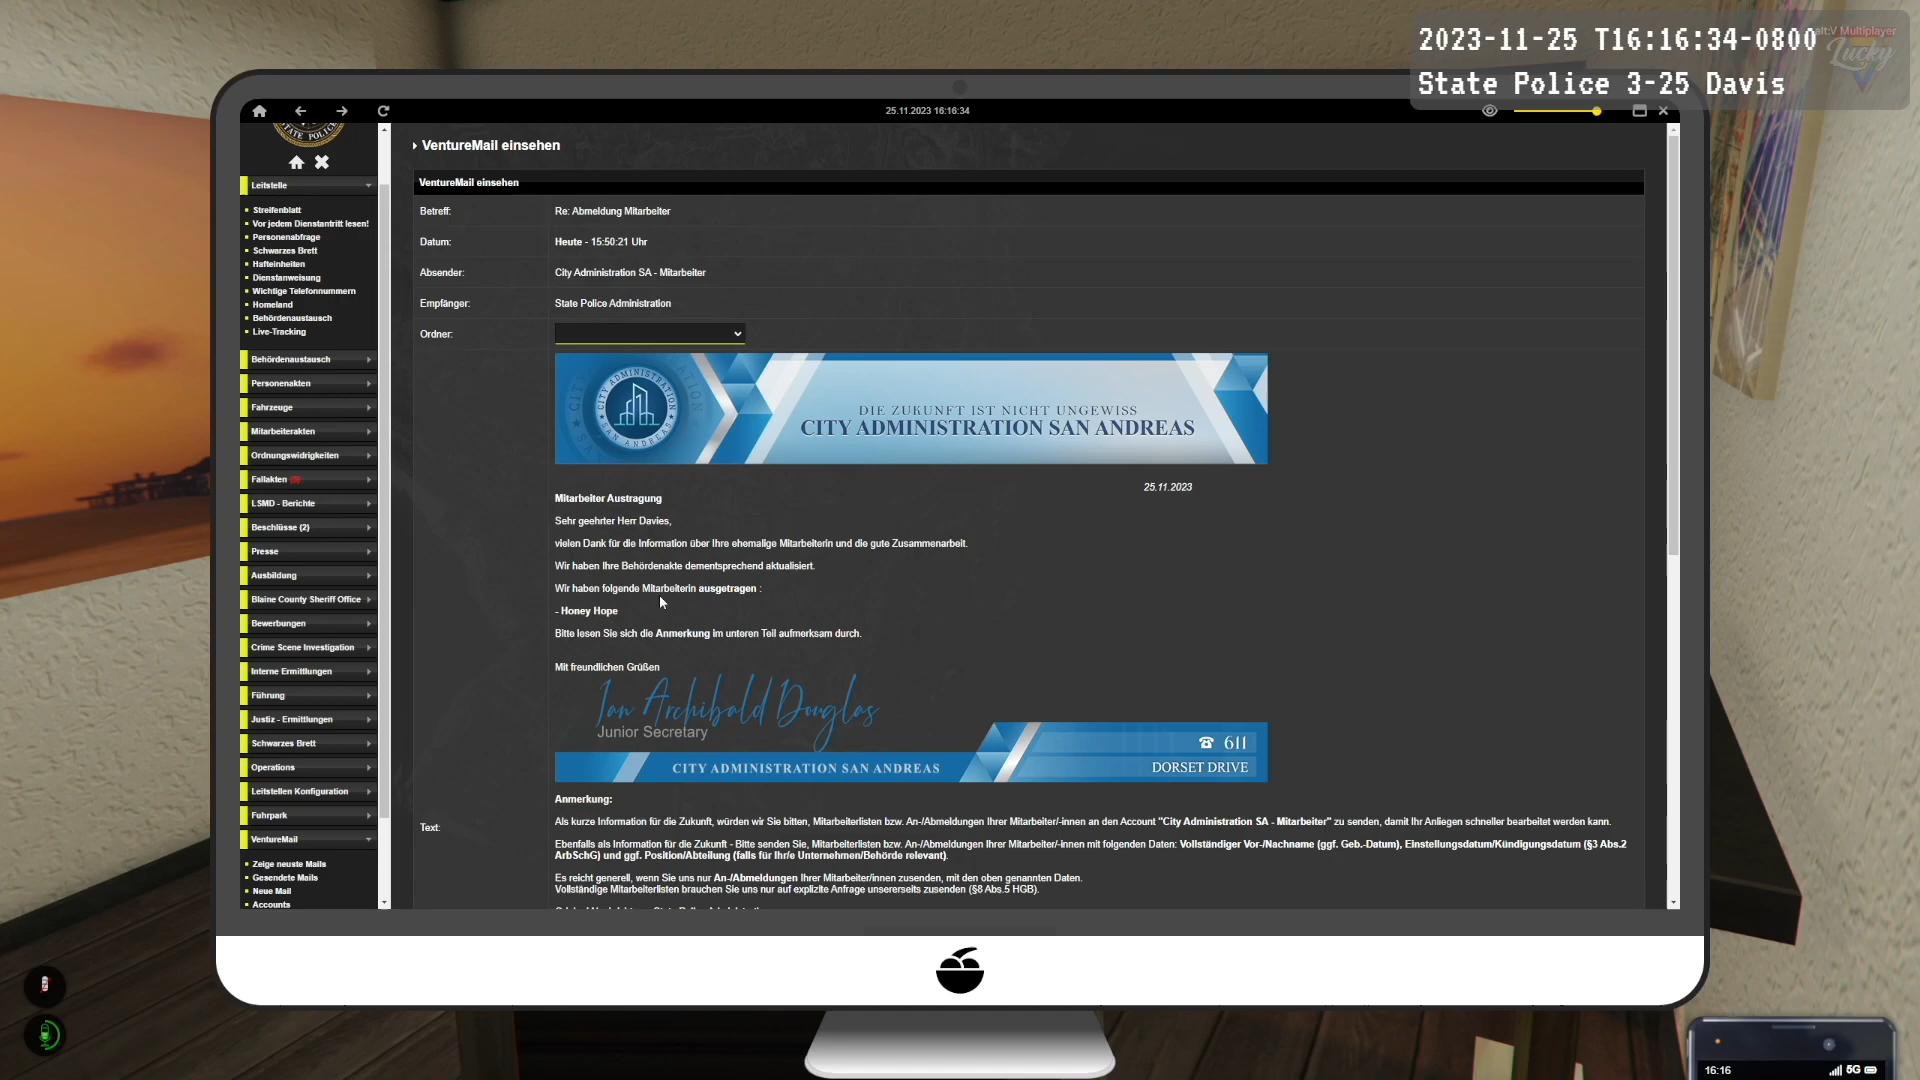 2023-11-25 T16:16:34-0800
State Police 3-25 Davis
alt:V Multiplayer
Lucky
25.11.2023 16:16:34
STATE POLICE
Leitstelle
Streifenblatt
Vor jedem Dienstantritt lesen!
Personenabfrage
Schwarzes Brett
Hafteinheiten
Dienstanweisung
Wichtige Telefonnummern
Homeland
Behördenaustausch
Live-Tracking
Behördenaustausch
Personenakten
Fahrzeuge
Mitarbeiterakten
Ordnungswidrigkeiten
Fallakten
LSMD - Berichte
Beschlüsse (2)
Presse
Ausbildung
Blaine County Sheriff Office
Bewerbungen
Crime Scene Investigation
Interne Ermittlungen
Führung
Justiz - Ermittlungen
Schwarzes Brett
Operations
Leitstellen Konfiguration
Fuhrpark
VentureMail
Zeige neuste Mails
Gesendete Mails
Neue Mail
Accounts
VentureMail einsehen
VentureMail einsehen
Betreff: Re: Abmeldung Mitarbeiter
Datum: Heute - 15:50:21 Uhr
Absender: City Administration SA - Mitarbeiter
Empfänger: State Police Administration
Ordner:
CITY ADMINISTRATION
SAN ANDREAS
DIE ZUKUNFT IST NICHT UNGEWISS
CITY ADMINISTRATION SAN ANDREAS
25.11.2023
Mitarbeiter Austragung
Sehr geehrter Herr Davies,
vielen Dank für die Information über Ihre ehemalige Mitarbeiterin und die gute Zusammenarbeit.
Wir haben Ihre Behördenakte dementsprechend aktualisiert.
Wir haben folgende Mitarbeiterin ausgetragen :
- Honey Hope
Bitte lesen Sie sich die Anmerkung im unteren Teil aufmerksam durch.
Mit freundlichen Grüßen
Ian Archibald Douglas
Junior Secretary
611
CITY ADMINISTRATION SAN ANDREAS
DORSET DRIVE
Anmerkung:
Text:
Als kurze Information für die Zukunft, würden wir Sie bitten, Mitarbeiterlisten bzw. An-/Abmeldungen Ihrer Mitarbeiter/-innen an den Account "City Administration SA - Mitarbeiter" zu senden, damit Ihr Anliegen schneller bearbeitet werden kann.
Ebenfalls als Information für die Zukunft - Bitte senden Sie, Mitarbeiterlisten bzw. An-/Abmeldungen Ihrer Mitarbeiter/-innen mit folgenden Daten: Vollständiger Vor-/Nachname (ggf. Geb.-Datum), Einstellungsdatum/Kündigungsdatum (§3 Abs.2
ArbSchG) und ggf. Position/Abteilung (falls für Ihr/e Unternehmen/Behörde relevant).
Es reicht generell, wenn Sie uns nur An-/Abmeldungen Ihrer Mitarbeiter/innen zusenden, mit den oben genannten Daten.
Vollständige Mitarbeiterlisten brauchen Sie uns nur auf explizite Anfrage unsererseits zusenden (§8 Abs.5 HGB).
16:16
5G